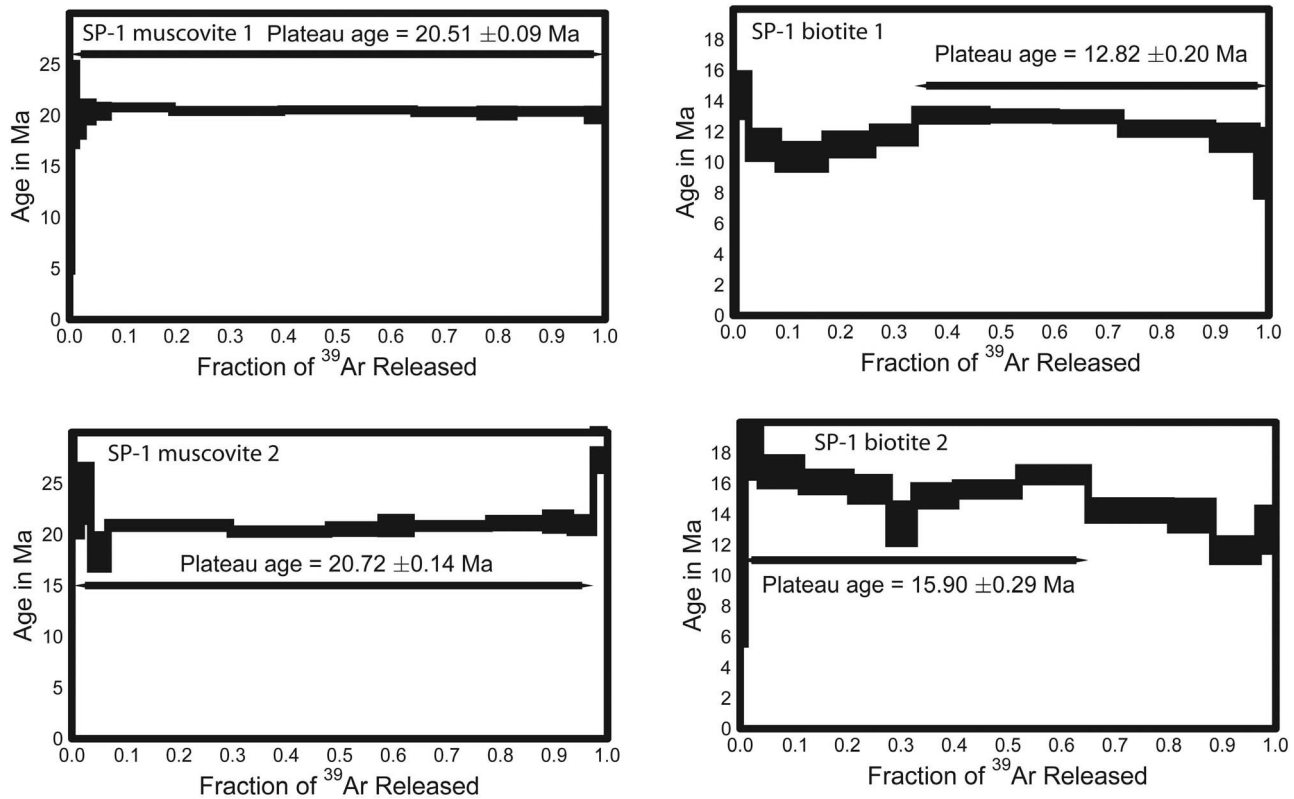 SP-1 muscovite 1 Plateau age = 20.51 ±0.09 Ma
25
20
15
10
5
0
Age in Ma
0.0 0.1 0.2 0.3 0.4 0.5 0.6 0.7 0.8 0.9 1.0
Fraction of ³⁹Ar Released
SP-1 biotite 1
Plateau age = 12.82 ±0.20 Ma
18
16
14
12
10
8
6
4
2
0
Age in Ma
0.0 0.1 0.2 0.3 0.4 0.5 0.6 0.7 0.8 0.9 1.0
Fraction of ³⁹Ar Released
SP-1 muscovite 2
25
20
Plateau age = 20.72 ±0.14 Ma
15
10
5
0
Age in Ma
0.0 0.1 0.2 0.3 0.4 0.5 0.6 0.7 0.8 0.9 1.0
Fraction of ³⁹Ar Released
SP-1 biotite 2
18
16
14
12
10
Plateau age = 15.90 ±0.29 Ma
8
6
4
2
0
Age in Ma
0.0 0.1 0.2 0.3 0.4 0.5 0.6 0.7 0.8 0.9 1.0
Fraction of ³⁹Ar Released